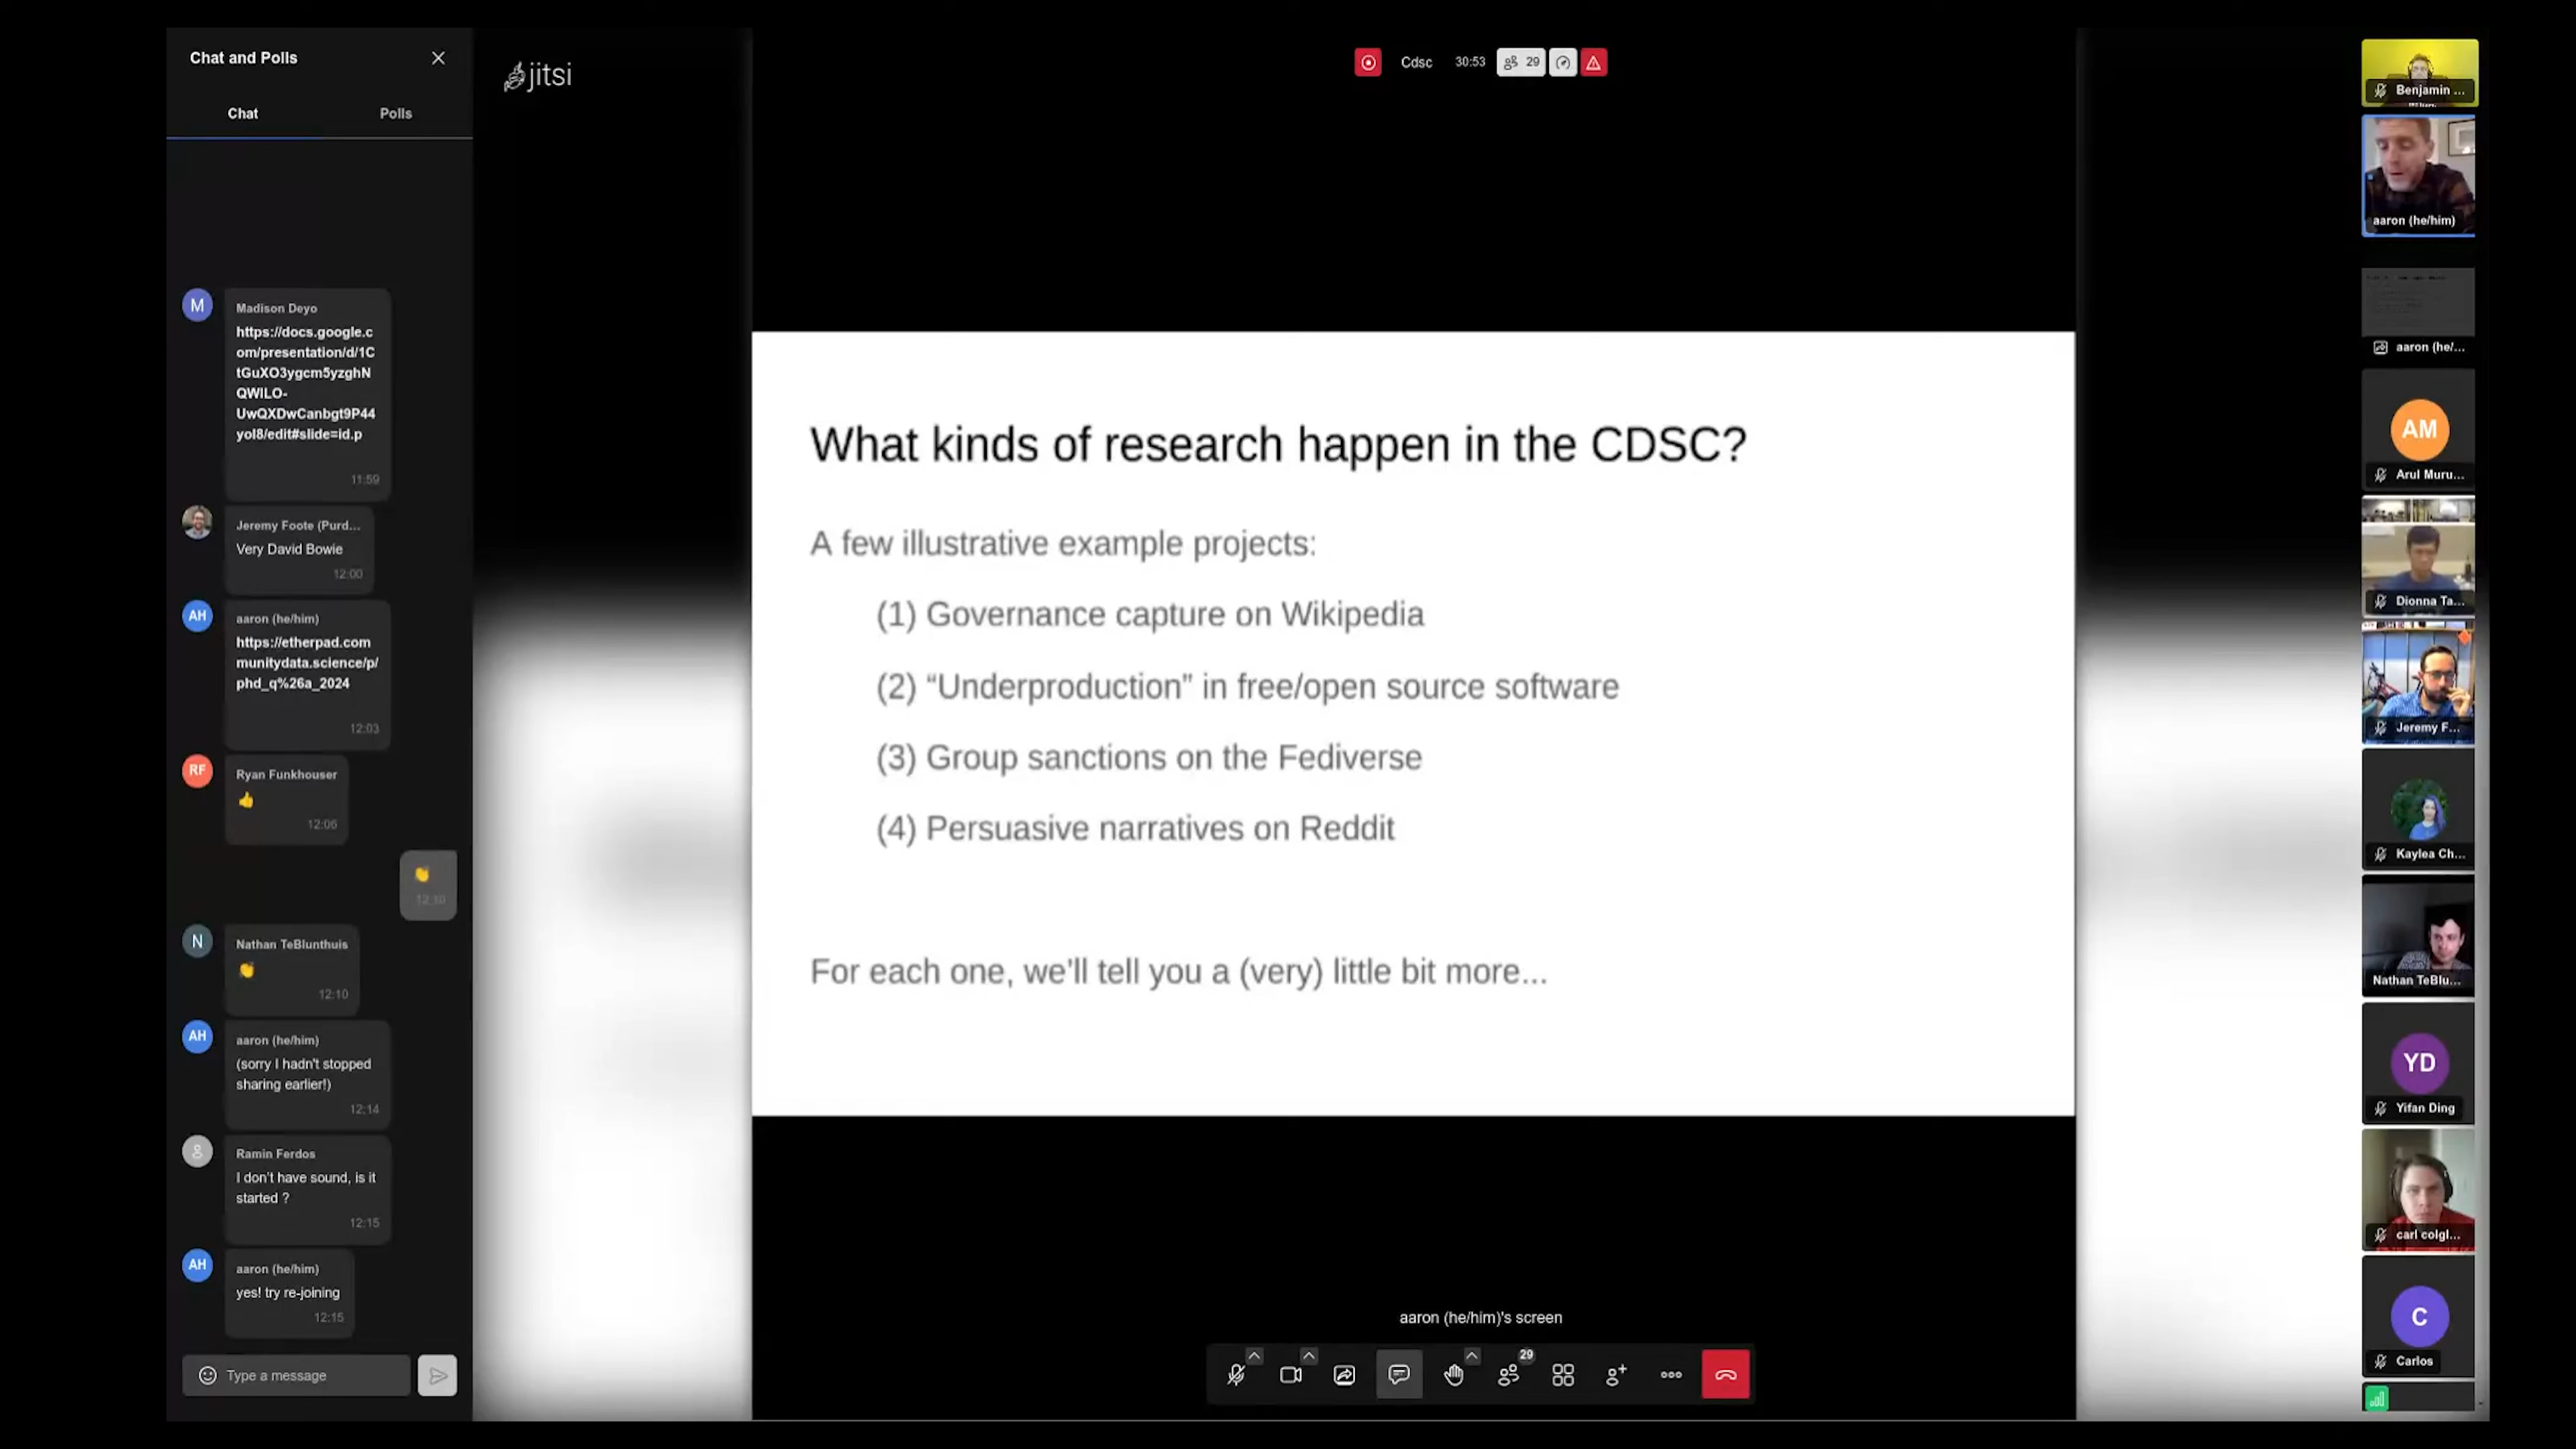 Chat and Polls
Chat
Polls
M
Madison Deyo
https://docs.google.c
om/presentation/d/1C
tGuXO3ygcm5yzghN
QWILO-
UwQXDwCanbgt9P44
yoI8/edit#slide=id.p
11:59
Jeremy Foote (Purd...
Very David Bowie
12:00
AH
aaron (he/him)
https://etherpad.com
munitydata.science/p/
phd_q%26a_2024
12:03
RF
Ryan Funkhouser
👍
12:06
12:10
N
Nathan TeBlunthuis
12:10
AH
aaron (he/him)
(sorry I hadn't stopped
sharing earlier!)
12:14
Ramin Ferdos
I don't have sound, is it
started ?
12:15
AH
aaron (he/him)
yes! try re-joining
12:15
Type a message
jitsi
Cdsc
30:53
29
What kinds of research happen in the CDSC?
A few illustrative example projects:
(1) Governance capture on Wikipedia
(2) “Underproduction” in free/open source software
(3) Group sanctions on the Fediverse
(4) Persuasive narratives on Reddit
For each one, we'll tell you a (very) little bit more...
aaron (he/him)'s screen
29
Benjamin ...
aaron (he/him)
aaron (he/...
AM
Arul Muru...
Dionna Ta...
Jeremy F...
Kaylea Ch...
Nathan TeBlu...
YD
Yifan Ding
carl colgl...
C
Carlos